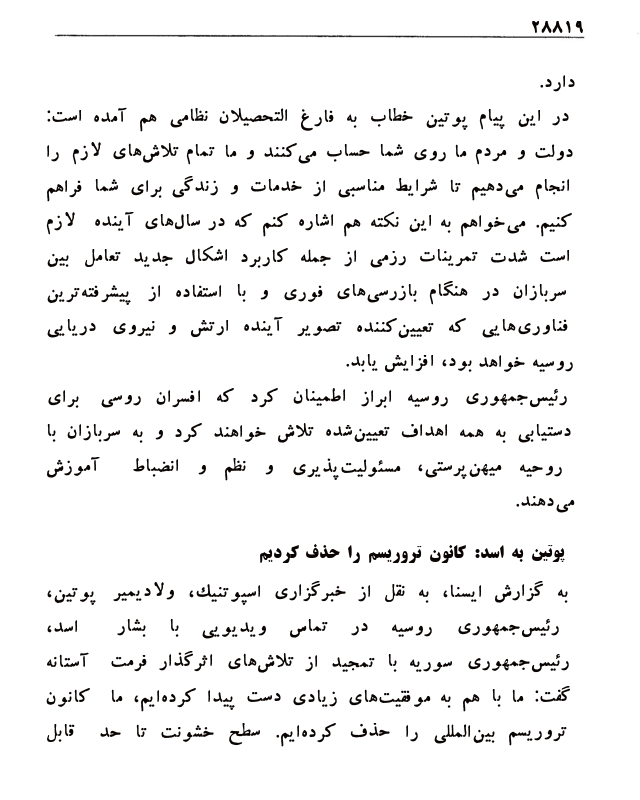 ۲۸۸۱۹
دارد.
در این پیام پوتین خطاب به فارغ التحصیلان نظامی هم آمده است:
دولت و مردم ما روی شما حساب می‌کنند و ما تمام تلاش‌های لازم را
انجام می‌دهیم تا شرایط مناسبی از خدمات و زندگی برای شما فراهم
کنیم. می‌خواهم به این نکته هم اشاره کنم که در سال‌های آینده لازم
است شدت تمرینات رزمی از جمله کاربرد اشکال جدید تعامل بین
سربازان در هنگام بازرسی‌های فوری و با استفاده از پیشرفته‌ترین
فناوری‌هایی که تعیین‌کننده تصویر آینده ارتش و نیروی دریایی
روسیه خواهد بود، افزایش یابد.
رئیس‌جمهوری روسیه ابراز اطمینان کرد که افسران روسی برای
دستیابی به همه اهداف تعیین‌شده تلاش خواهند کرد و به سربازان با
روحیه میهن‌پرستی، مسئولیت‌پذیری و نظم و انضباط آموزش
می‌دهند.
پوتین به اسد: کانون تروریسم را حذف کردیم
به گزارش ایسنا، به نقل از خبرگزاری اسپوتنیك، ولادیمیر پوتین،
رئیس‌جمهوری روسیه در تماس ویدیویی با بشار اسد،
رئیس‌جمهوری سوریه با تمجید از تلاش‌های اثرگذار فرمت آستانه
گفت: ما با هم به موفقیت‌های زیادی دست پیدا کرده‌ایم، ما کانون
تروریسم بین‌المللی را حذف کرده‌ایم. سطح خشونت تا حد قابل